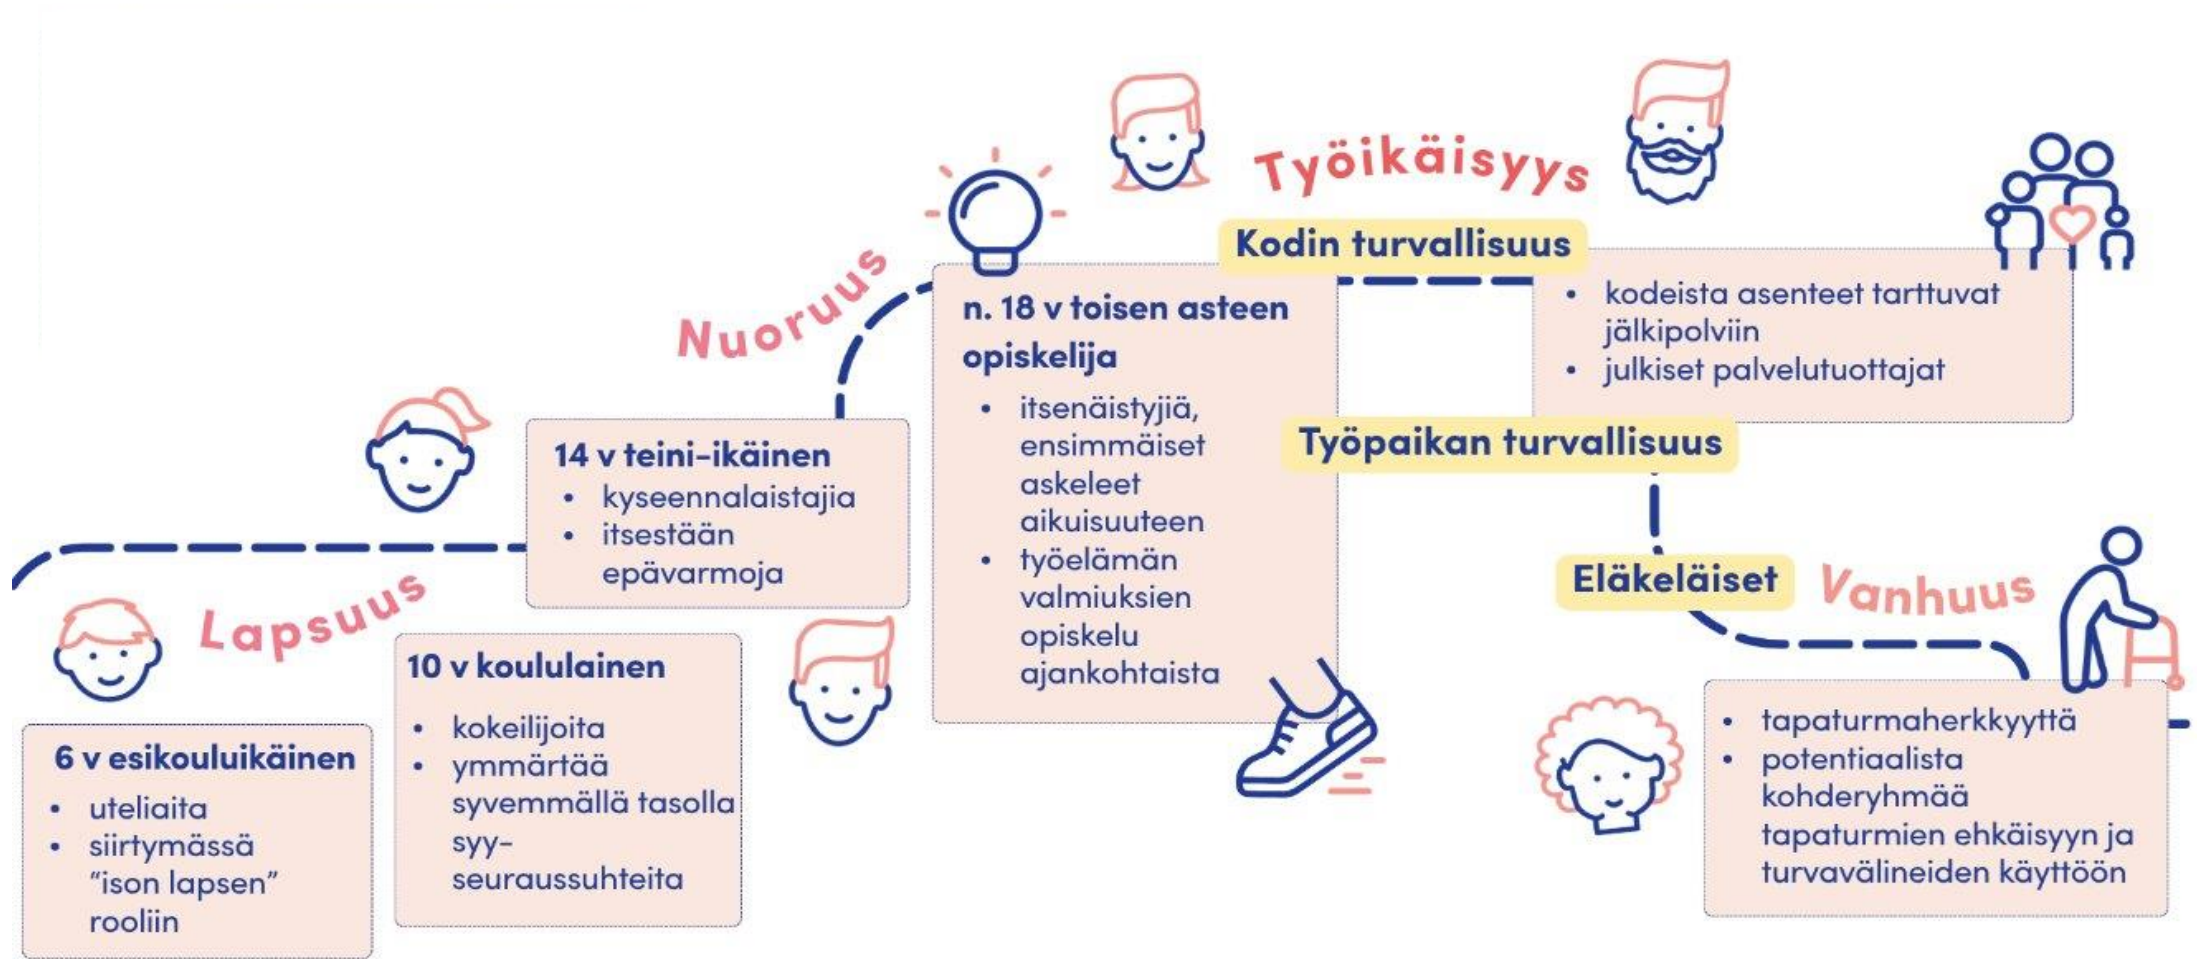 Lapsuus
6 v esikouluikäinen
• uteliaita
• siirtymässä
"ison lapsen"
rooliin
10 v koululainen
• kokeilijoita
• ymmärtää
syvemmällä tasolla
syy-
seuraussuhteita
Nuoruus
14 v teini-ikäinen
• kyseennalaistajia
• itsestään
epävarmoja
n. 18 v toisen asteen
opiskelija
• itsenäistyjiä,
ensimmäiset
askeleet
aikuisuuteen
• työelämän
valmiuksien
opiskelu
ajankohtaista
Työikäisyys
Kodin turvallisuus
• kodeista asenteet tarttuvat
jälkipolviin
• julkiset palvelutuottajat
Työpaikan turvallisuus
Eläkeläiset
Vanhuus
• tapaturmaherkkyyttä
• potentiaalista
kohderyhmää
tapaturmien ehkäisyyn ja
turvavälineiden käyttöön